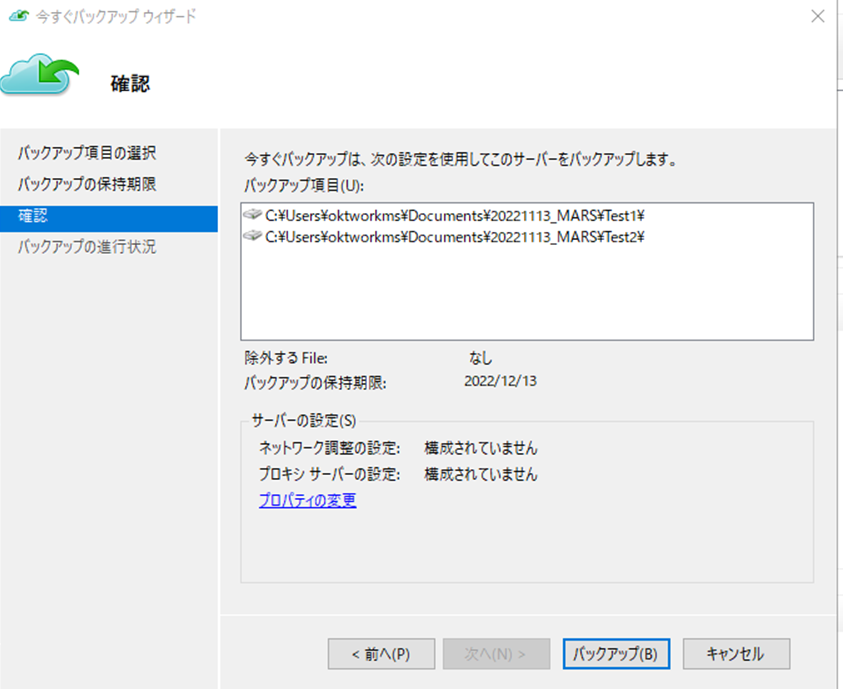 今すぐバックアップ ウィザード
確認
バックアップ項目の選択
バックアップの保持期限
確認
バックアップの進行状況
今すぐバックアップは、次の設定を使用してこのサーバーをバックアップします。
バックアップ項目(U):
C:¥Users¥oktworkms¥Documents¥20221113_MARS¥Test1¥
C:¥Users¥oktworkms¥Documents¥20221113_MARS¥Test2¥
除外する File: なし
バックアップの保持期限: 2022/12/13
サーバーの設定(S)
ネットワーク調整の設定: 構成されていません
プロキシ サーバーの設定: 構成されていません
プロパティの変更
< 前へ(P) 次へ(N) > バックアップ(B) キャンセル